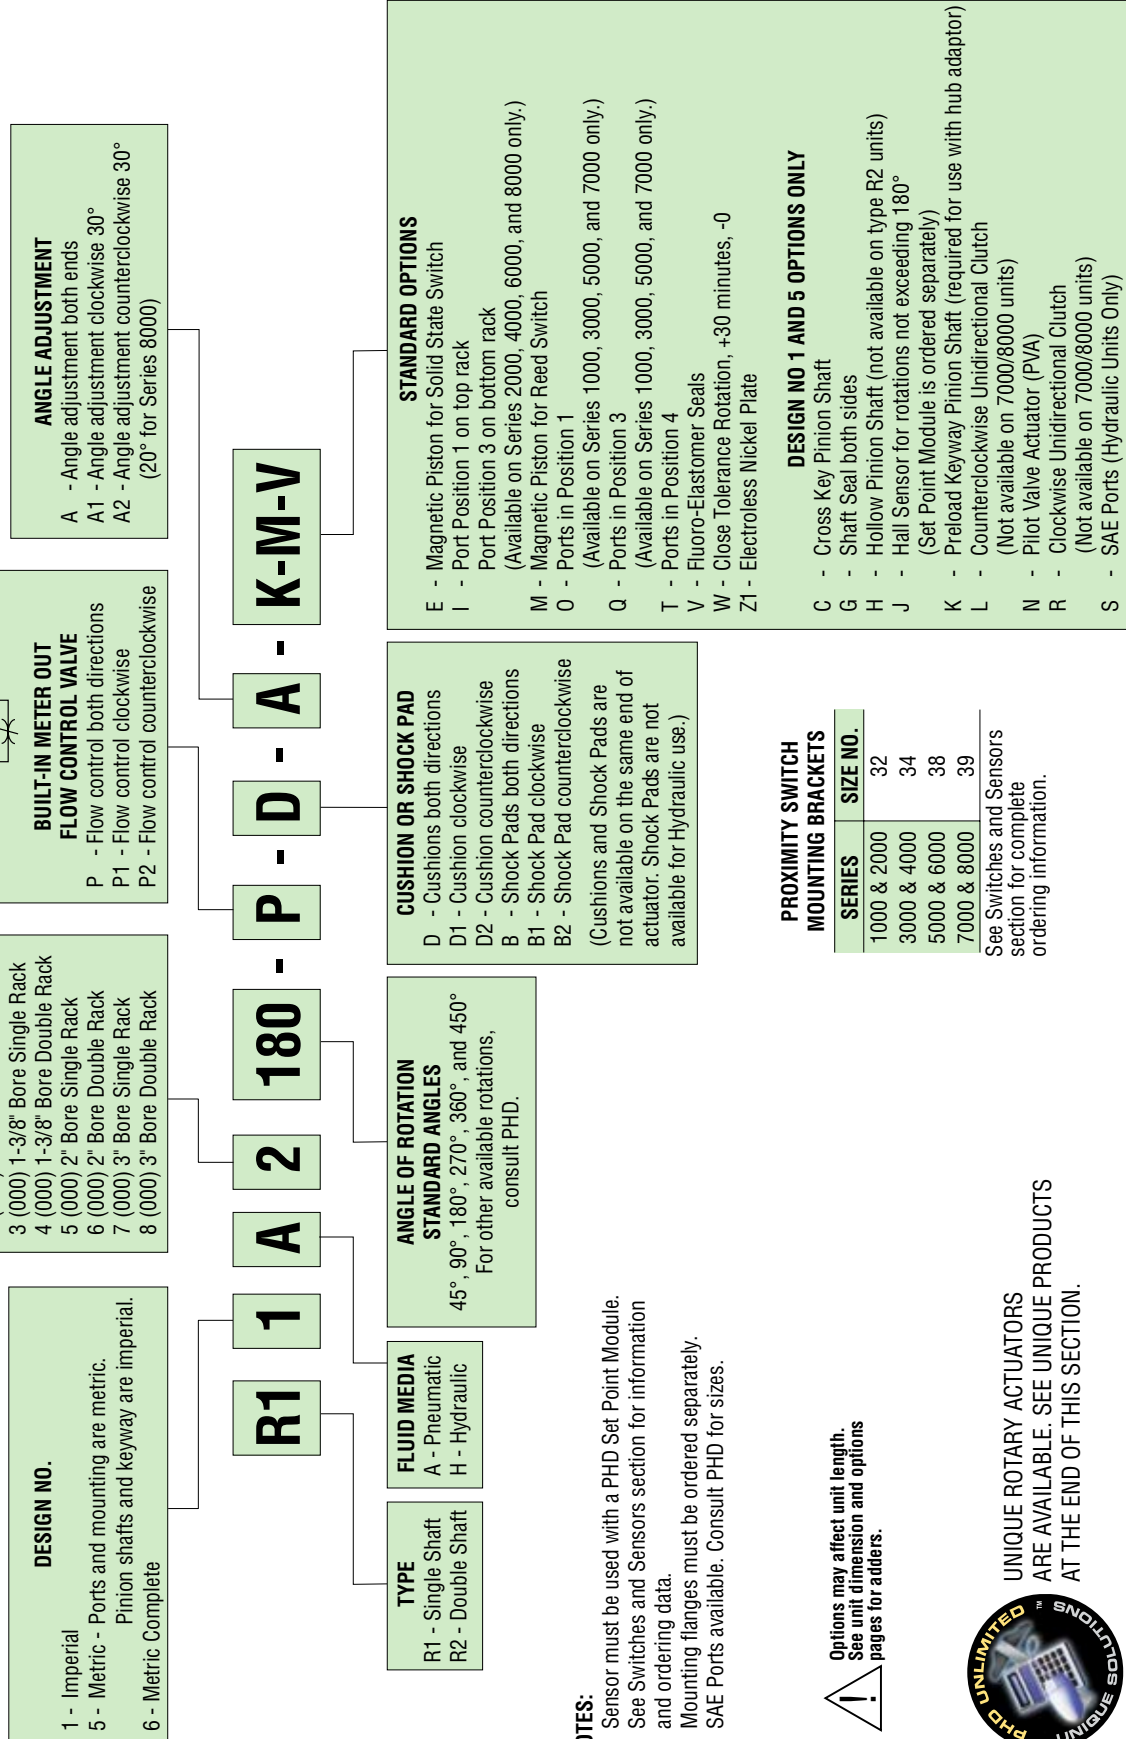 DESIGN NO.
1 - Imperial
5 - Metric - Ports and mounting are metric.
Pinion shafts and keyway are imperial.
6 - Metric Complete
3 (000) 1-3/8" Bore Single Rack
4 (000) 1-3/8" Bore Double Rack
5 (000) 2" Bore Single Rack
6 (000) 2" Bore Double Rack
7 (000) 3" Bore Single Rack
8 (000) 3" Bore Double Rack
BUILT-IN METER OUT
FLOW CONTROL VALVE
P - Flow control both directions
P1 - Flow control clockwise
P2 - Flow control counterclockwise
ANGLE ADJUSTMENT
A - Angle adjustment both ends
A1 - Angle adjustment clockwise 30°
A2 - Angle adjustment counterclockwise 30°
(20° for Series 8000)
R1 1 A 2 - 180 - P - D - A - K-M-V
TYPE
R1 - Single Shaft
R2 - Double Shaft
FLUID MEDIA
A - Pneumatic
H - Hydraulic
ANGLE OF ROTATION
STANDARD ANGLES
45°, 90°, 180°, 270°, 360°, and 450°
For other available rotations,
consult PHD.
CUSHION OR SHOCK PAD
D - Cushions both directions
D1 - Cushion clockwise
D2 - Cushion counterclockwise
B - Shock Pads both directions
B1 - Shock Pad clockwise
B2 - Shock Pad counterclockwise
(Cushions and Shock Pads are
not available on the same end of
actuator. Shock Pads are not
available for Hydraulic use.)
STANDARD OPTIONS
E - Magnetic Piston for Solid State Switch
I - Port Position 1 on top rack
Port Position 3 on bottom rack
(Available on Series 2000, 4000, 6000, and 8000 only.)
M - Magnetic Piston for Reed Switch
O - Ports in Position 1
(Available on Series 1000, 3000, 5000, and 7000 only.)
Q - Ports in Position 3
(Available on Series 1000, 3000, 5000, and 7000 only.)
T - Ports in Position 4
V - Fluro-Elastomer Seals
W - Close Tolerance Rotation, +30 minutes, -0
Z1 - Electroless Nickel Plate
DESIGN NO 1 AND 5 OPTIONS ONLY
C - Cross Key Pinion Shaft
G - Shaft Seal both sides
H - Hollow Pinion Shaft (not available on type R2 units)
J - Hall Sensor for rotations not exceeding 180°
(Set Point Module is ordered separately)
K - Preload Keyway Pinion Shaft (required for use with hub adaptor)
L - Counterclockwise Unidirectional Clutch
(Not available on 7000/8000 units)
N - Pilot Valve Actuator (PVA)
R - Clockwise Unidirectional Clutch
(Not available on 7000/8000 units)
S - SAE Ports (Hydraulic Units Only)
OTES:
Sensor must be used with a PHD Set Point Module.
See Switches and Sensors section for information
and ordering data.
Mounting flanges must be ordered separately.
SAE Ports available. Consult PHD for sizes.
PROXIMITY SWITCH
MOUNTING BRACKETS
SERIES SIZE NO.
1000 & 2000 32
3000 & 4000 34
5000 & 6000 38
7000 & 8000 39
See Switches and Sensors
section for complete
ordering information.
!
Options may affect unit length.
See unit dimension and options
pages for adders.
PHD UNLIMITED ™
UNIQUE SOLUTIONS
UNIQUE ROTARY ACTUATORS
ARE AVAILABLE. SEE UNIQUE PRODUCTS
AT THE END OF THIS SECTION.